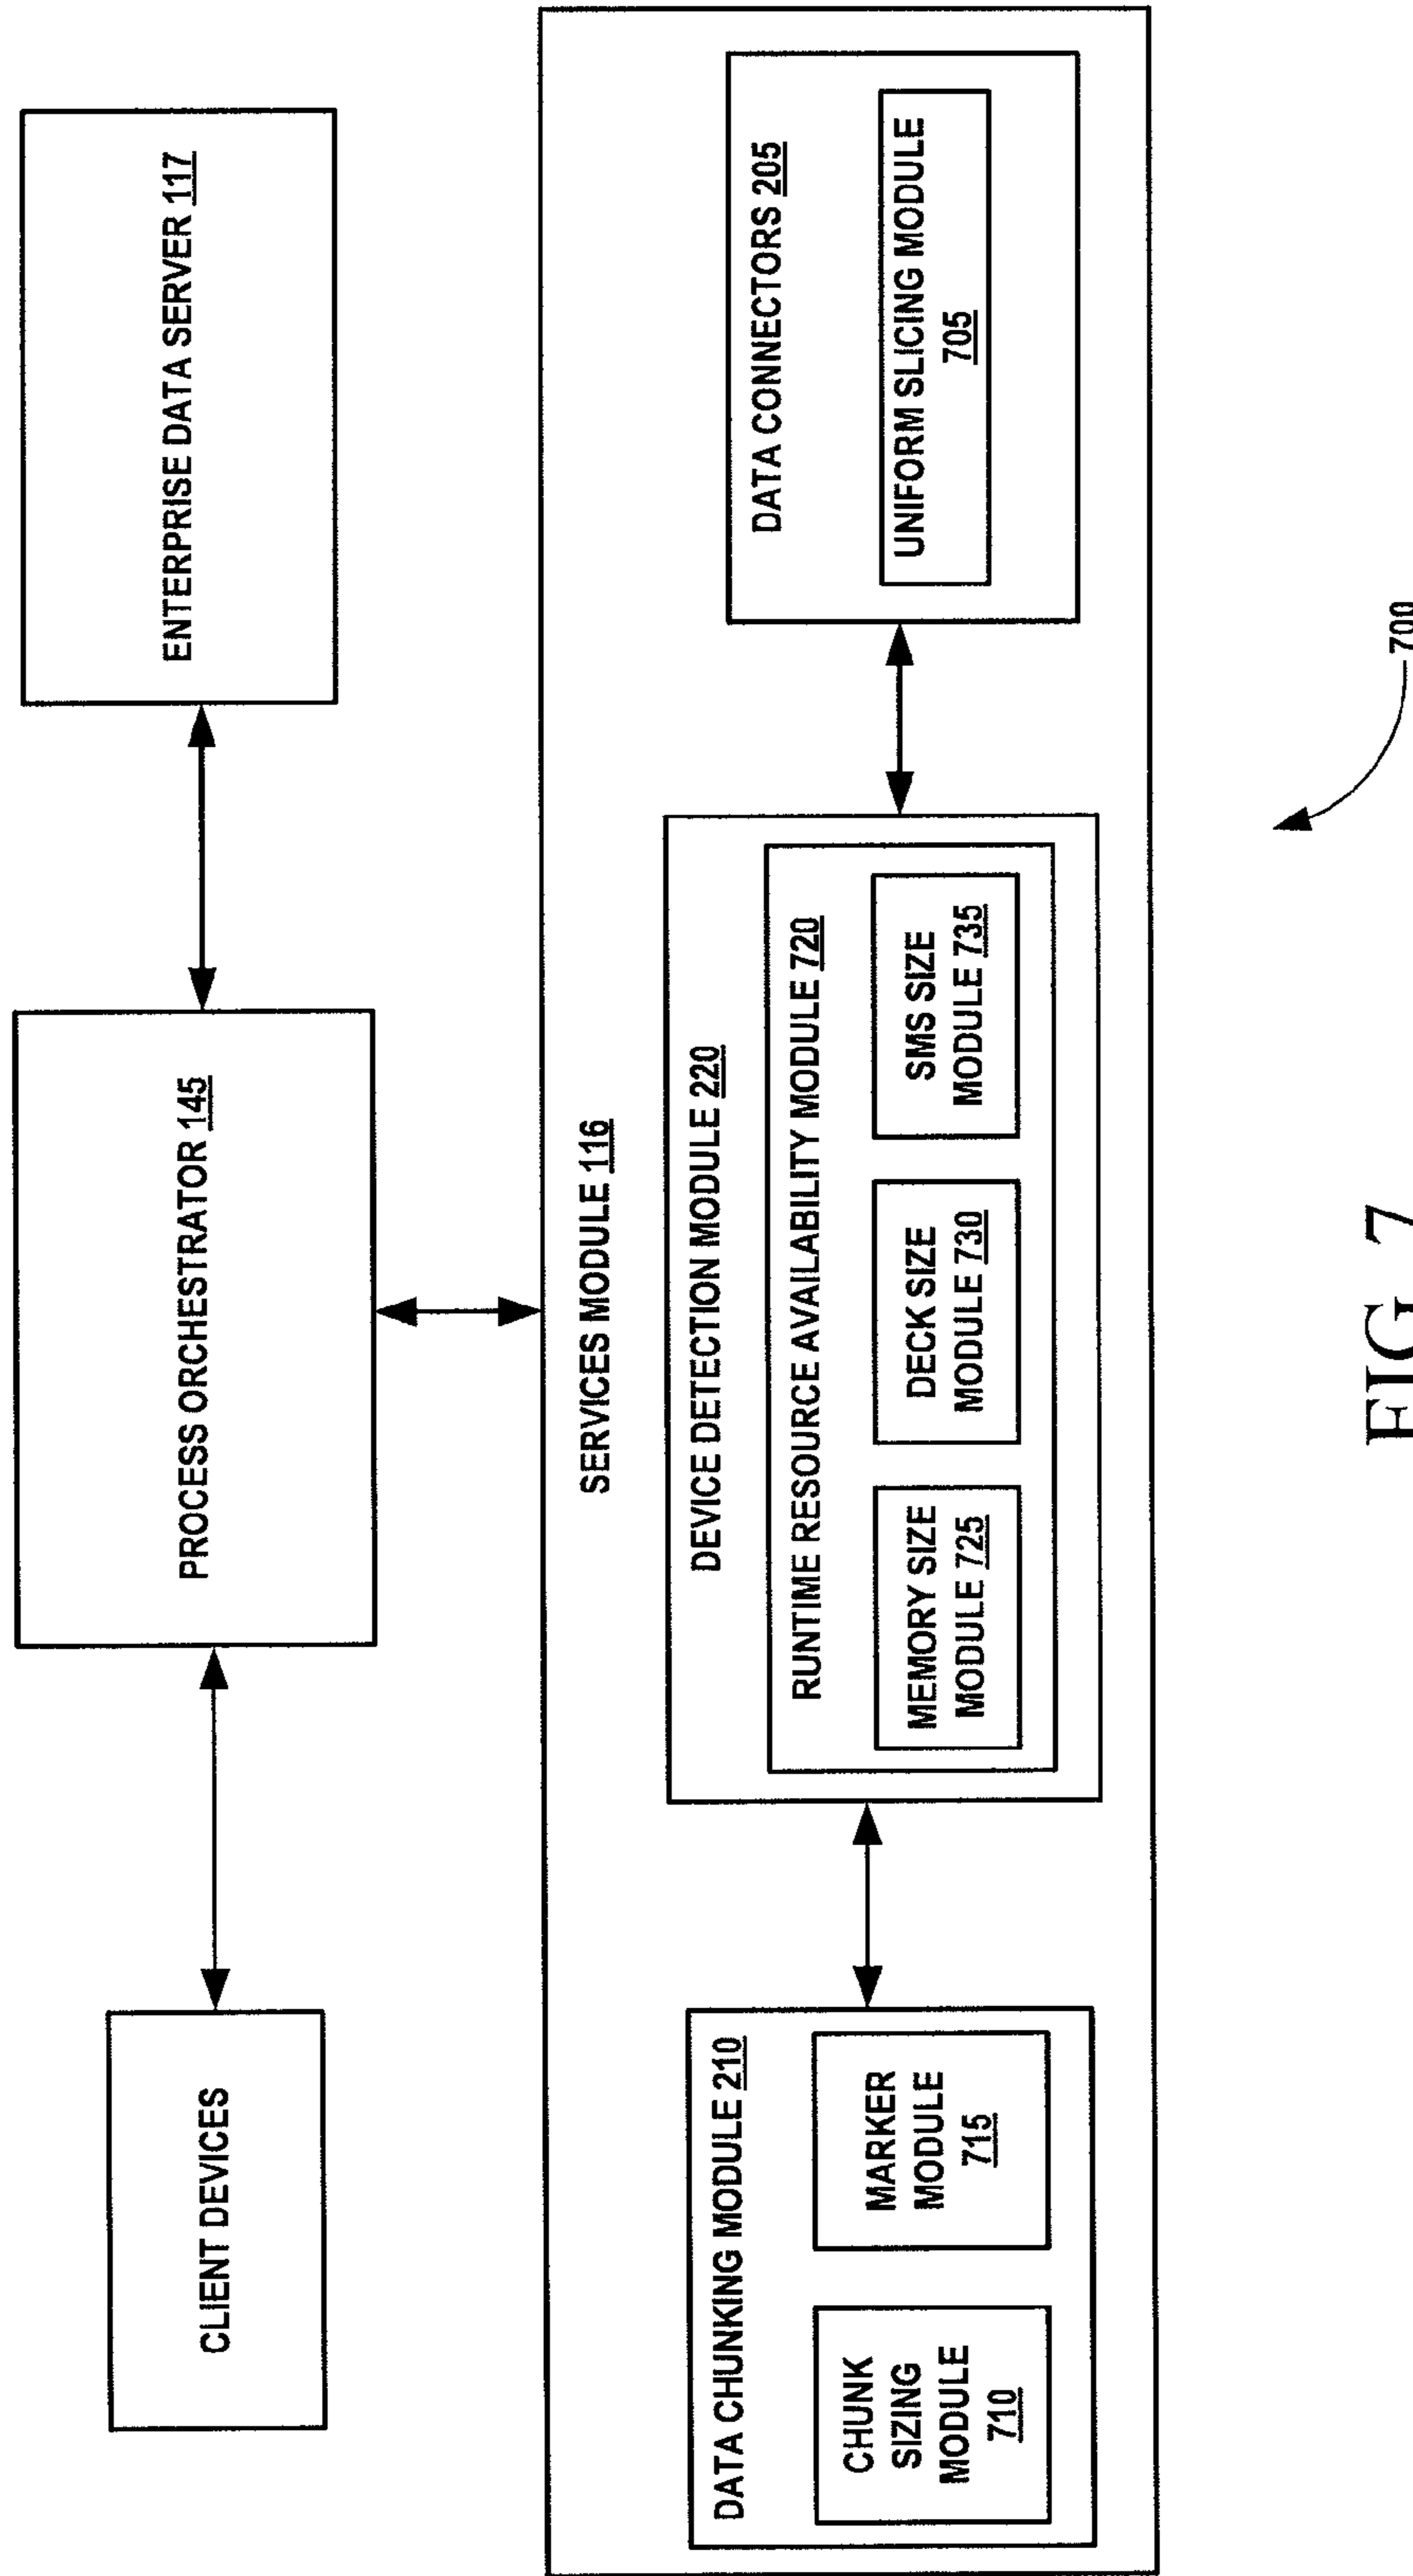 CLIENT DEVICES
PROCESS ORCHESTRATOR 145
ENTERPRISE DATA SERVER 117
SERVICES MODULE 116
DATA CHUNKING MODULE 210
CHUNK
SIZING
MODULE
710
MARKER
MODULE
715
DEVICE DETECTION MODULE 220
RUNTIME RESOURCE AVAILABILITY MODULE 720
MEMORY SIZE
MODULE 725
DECK SIZE
MODULE 730
SMS SIZE
MODULE 735
DATA CONNECTORS 205
UNIFORM SLICING MODULE
705
700
FIG 7